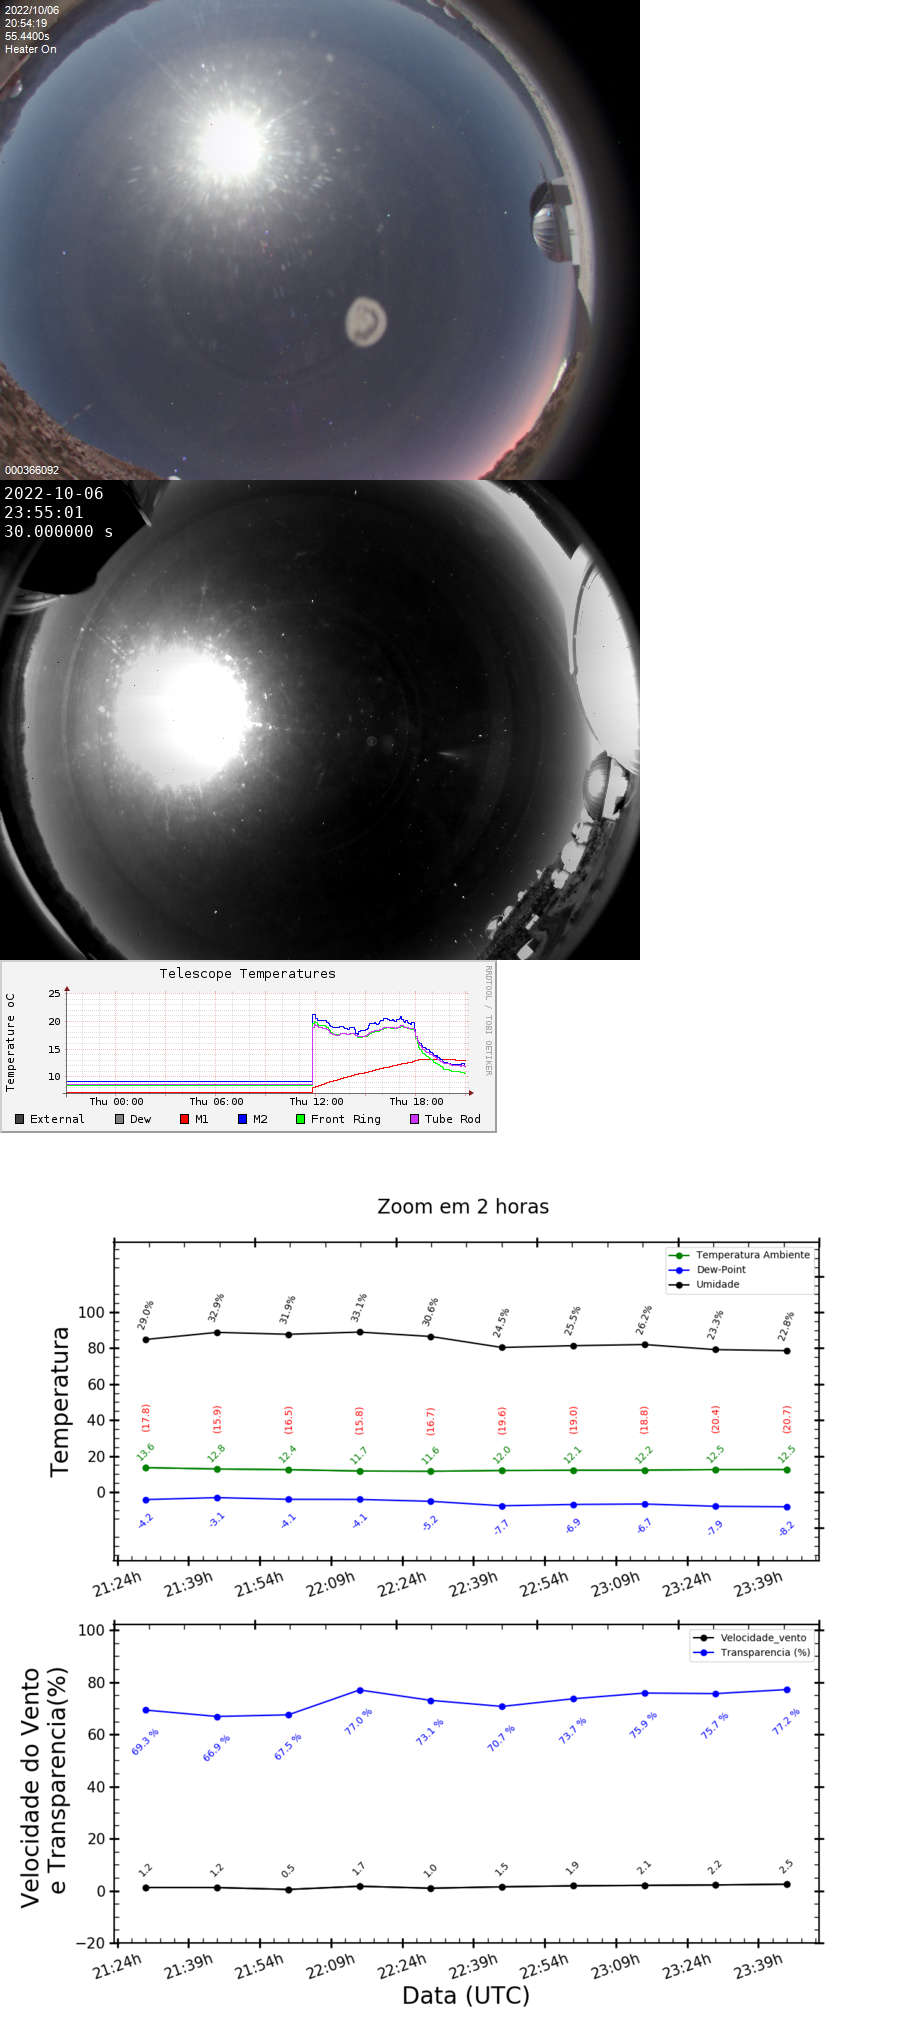 2022/10/06
20:54:19
55.4400s
Heater On
000366092
2022-10-06
23:55:01
30.000000 s
Telescope Temperatures
RRDTOOL / TOBI OETIKER
Temperature oC
25
20
15
10
Thu 00:00 Thu 06:00 Thu 12:00 Thu 18:00
External Dew M1 M2 Front Ring Tube Rod
Zoom em 2 horas
Temperatura Ambiente
Dew-Point
Umidade
Temperatura
100
80
60
40
20
0
29.0% 32.9% 31.9% 33.1% 30.6% 24.5% 25.5% 26.2% 23.3% 22.8%
(17.8) (15.9) (16.5) (15.8) (16.7) (19.6) (19.0) (18.8) (20.4) (20.7)
13.6 12.8 12.4 11.7 11.6 12.0 12.1 12.2 12.5 12.5
-4.2 -3.1 -4.1 -4.1 -5.2 -7.7 -6.9 -6.7 -7.9 -8.2
21:24h 21:39h 21:54h 22:09h 22:24h 22:39h 22:54h 23:09h 23:24h 23:39h
Velocidade_vento
Transparencia (%)
Velocidade do Vento
e Transparencia(%)
100
80
60
40
20
0
−20
69.3 % 66.9 % 67.5 % 77.0 % 73.1 % 70.7 % 73.7 % 75.9 % 75.7 % 77.2 %
1.2 1.2 0.5 1.7 1.0 1.5 1.9 2.1 2.2 2.5
21:24h 21:39h 21:54h 22:09h 22:24h 22:39h 22:54h 23:09h 23:24h 23:39h
Data (UTC)